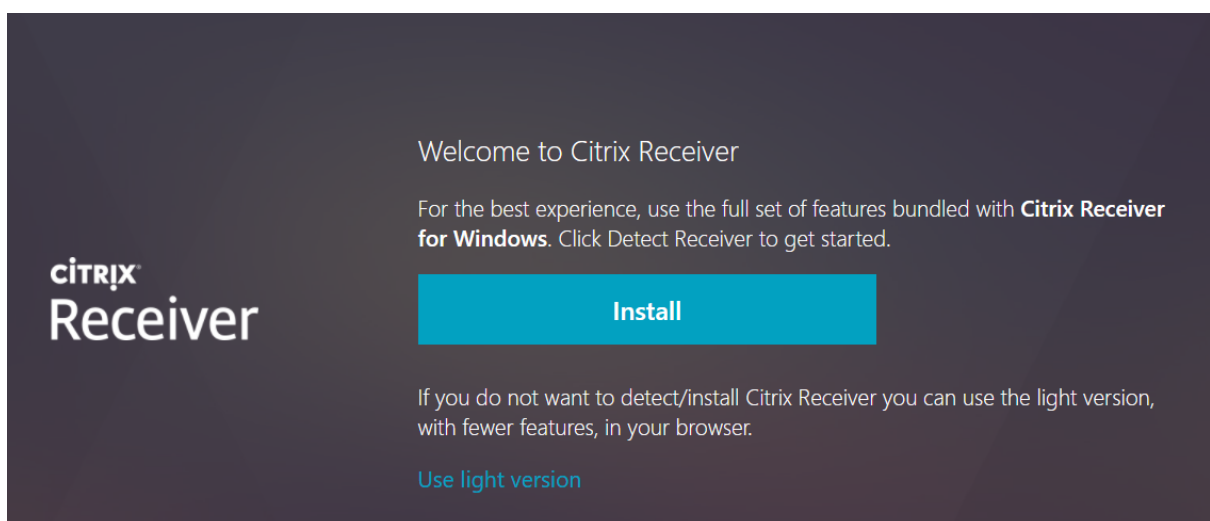 Welcome to Citrix Receiver
For the best experience, use the full set of features bundled with Citrix Receiver
for Windows. Click Detect Receiver to get started.
citrix
Receiver
Install
If you do not want to detect/install Citrix Receiver you can use the light version,
with fewer features, in your browser.
Use light version